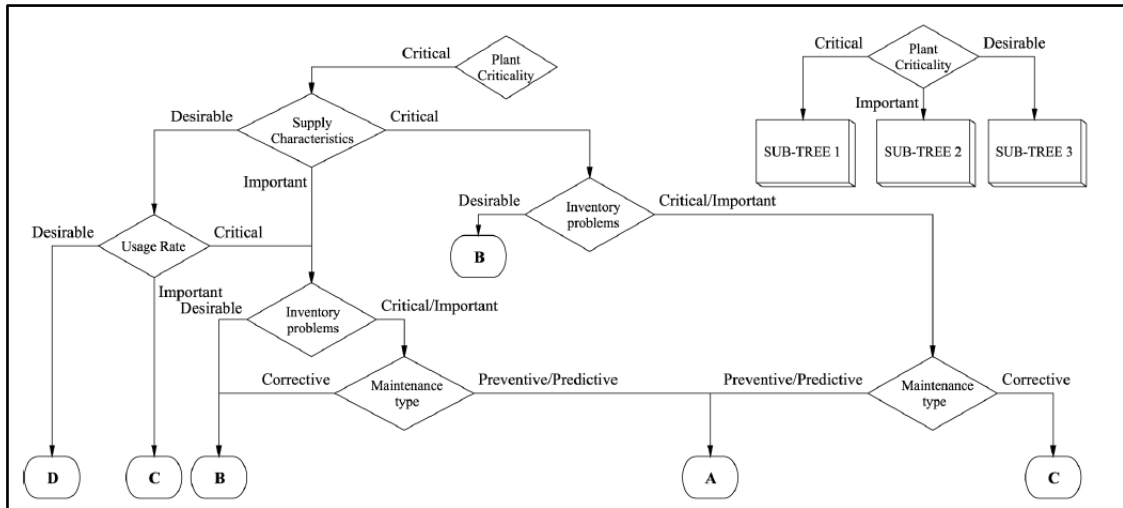 Critical
Plant
Criticality
Critical
Plant
Criticality
Desirable
Important
SUB-TREE 1
SUB-TREE 2
SUB-TREE 3
Desirable
Supply
Characteristics
Critical
Important
Desirable
Usage Rate
Critical
Desirable
Inventory
problems
Critical/Important
B
Important
Desirable
Inventory
problems
Critical/Important
Corrective
Maintenance
type
Preventive/Predictive
Preventive/Predictive
Maintenance
type
Corrective
D
C
B
A
C